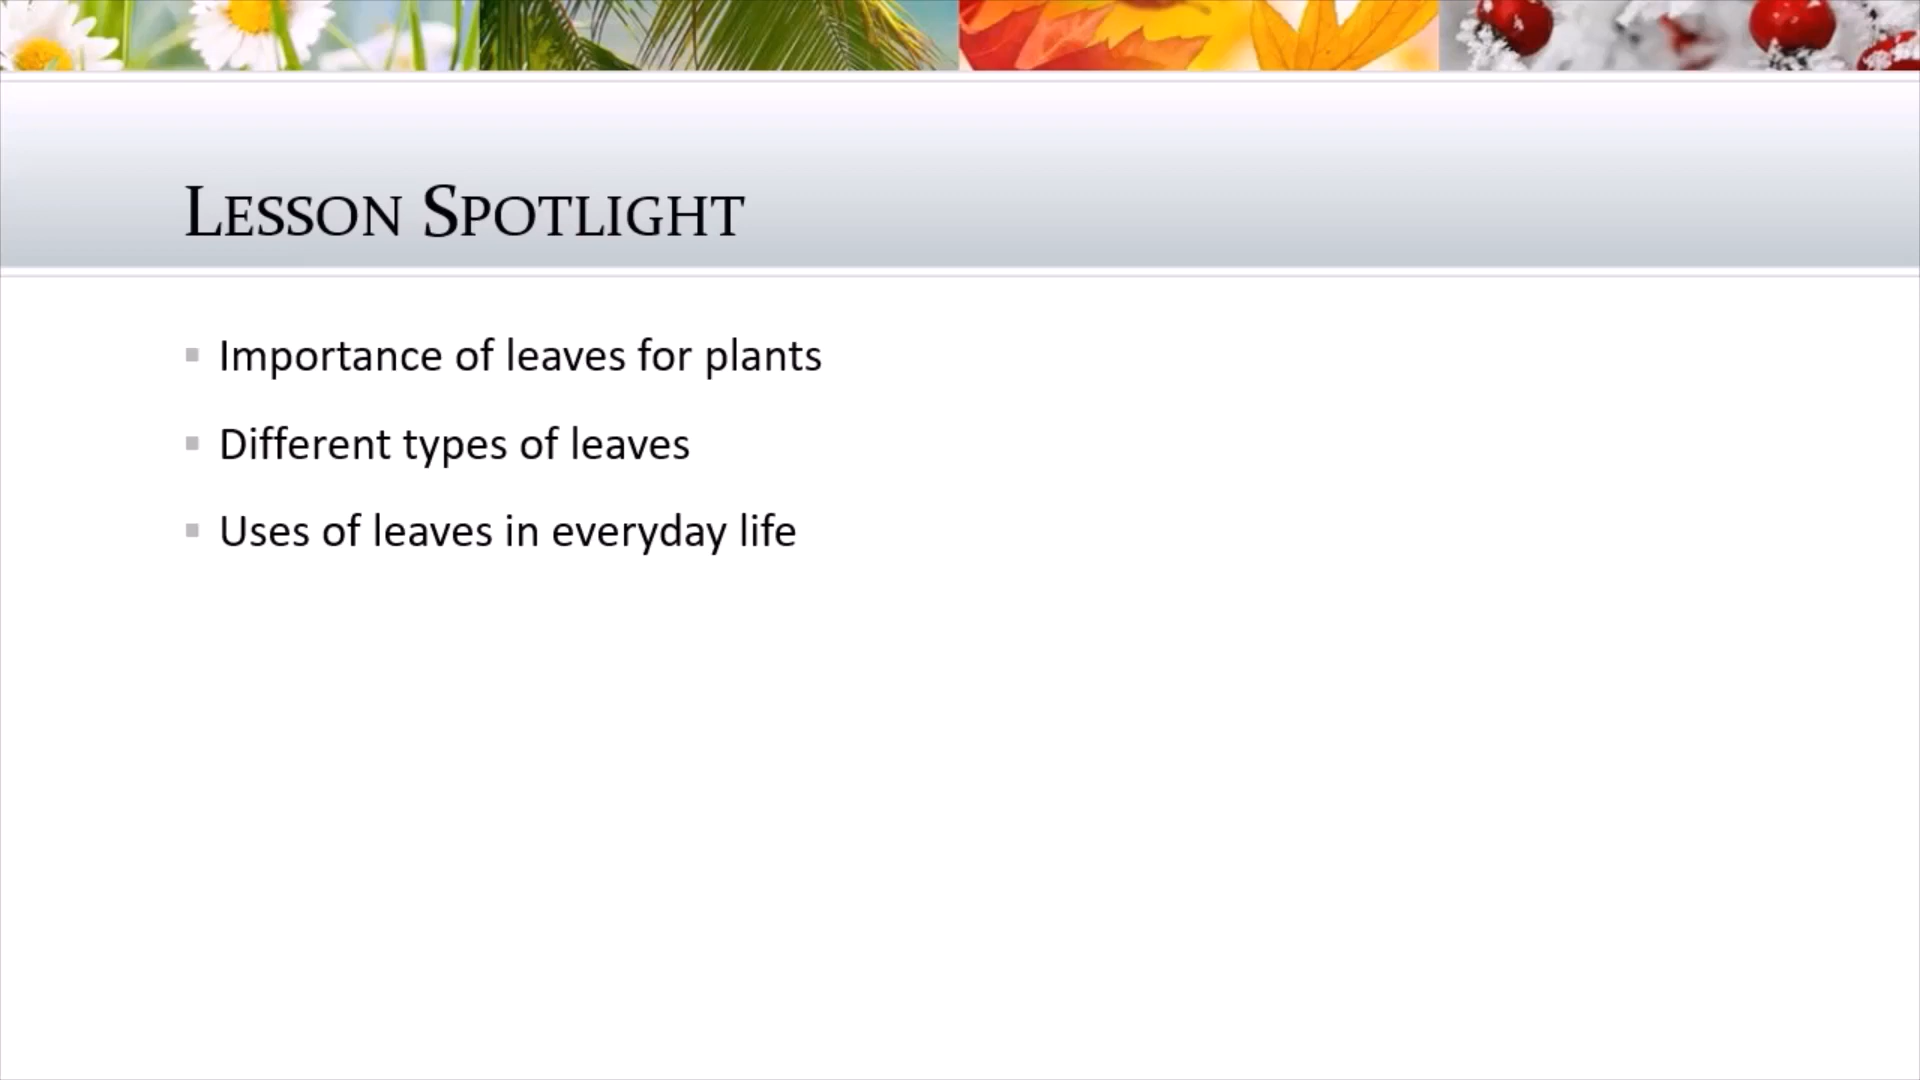 Lesson Spotlight
Importance of leaves for plants
Different types of leaves
Uses of leaves in everyday life